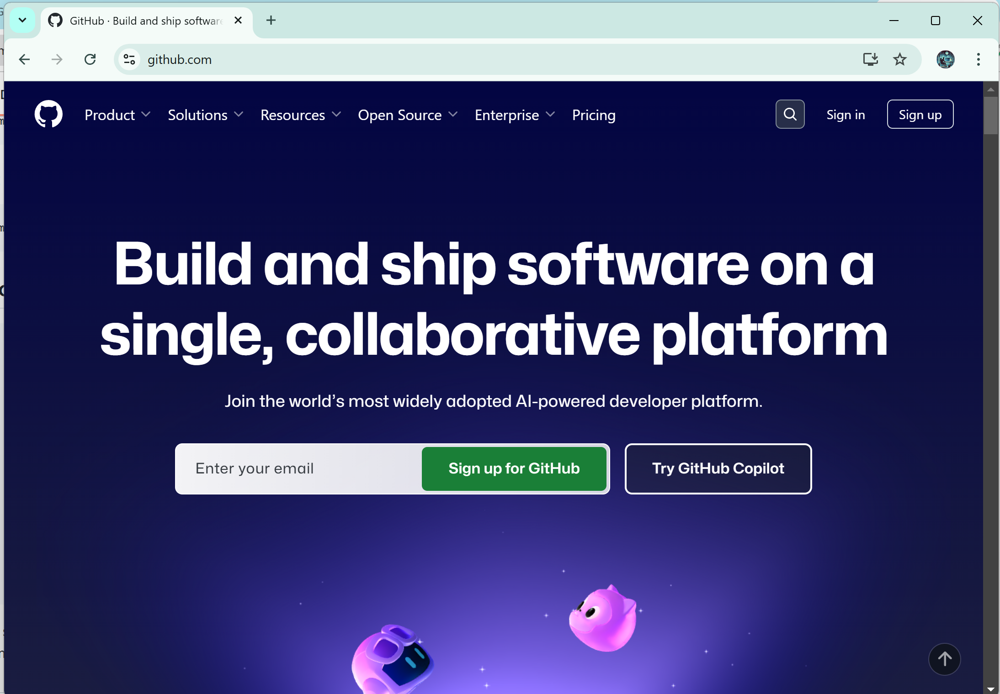 GitHub · Build and ship software
github.com
Product Solutions Resources Open Source Enterprise Pricing Sign in Sign up
Build and ship software on a
single, collaborative platform
Join the world’s most widely adopted AI-powered developer platform.
Enter your email Sign up for GitHub Try GitHub Copilot